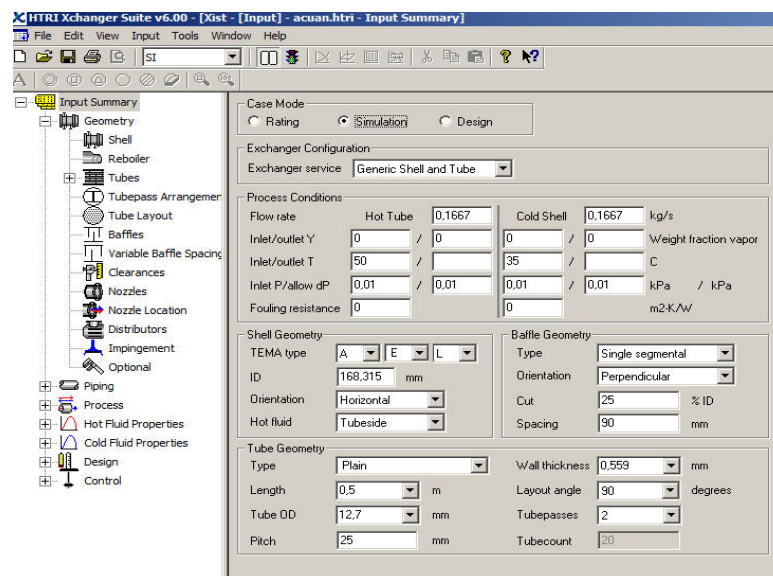 HTRI Xchanger Suite v6.00 - [Xist - [Input] - acuan.htri - Input Summary]
File Edit View Input Tools Window Help
SI
Input Summary
Geometry
Shell
Reboiler
Tubes
Tubepass Arrangemer
Tube Layout
Baffles
Variable Baffle Spacing
Clearances
Nozzles
Nozzle Location
Distributors
Impingement
Optional
Piping
Process
Hot Fluid Properties
Cold Fluid Properties
Design
Control
Case Mode
Rating Simulation Design
Exchanger Configuration
Exchanger service Generic Shell and Tube
Process Conditions
Flow rate Hot Tube 0,1667 Cold Shell 0,1667 kg/s
Inlet/outlet Y 0 / 0 0 / 0 Weight fraction vapor
Inlet/outlet T 50 / 35 / C
Inlet P/allow dP 0,01 / 0,01 0,01 / 0,01 kPa / kPa
Fouling resistance 0 0 m2-K/W
Shell Geometry
TEMA type A E L
ID 168,315 mm
Orientation Horizontal
Hot fluid Tubeside
Baffle Geometry
Type Single segmental
Orientation Perpendicular
Cut 25 % ID
Spacing 90 mm
Tube Geometry
Type Plain Wall thickness 0,559 mm
Length 0,5 m Layout angle 90 degrees
Tube OD 12,7 mm Tubepasses 2
Pitch 25 mm Tubecount 20